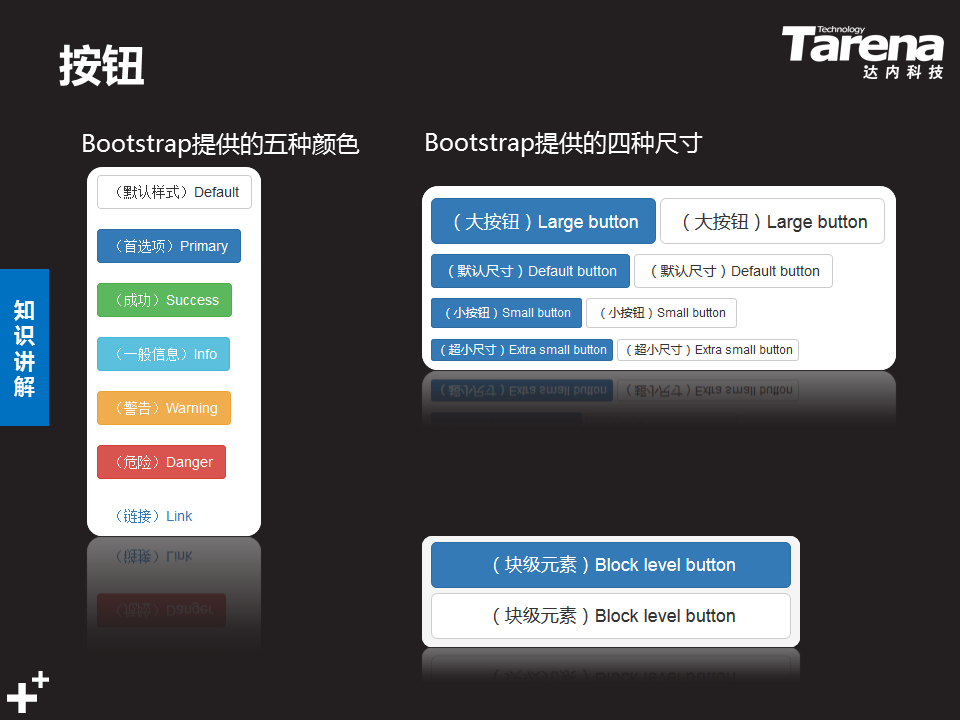 按钮
Technology
Tarena
达内科技
Bootstrap提供的五种颜色
（默认样式）Default
（首选项）Primary
（成功）Success
（一般信息）Info
（警告）Warning
（危险）Danger
（链接）Link
Bootstrap提供的四种尺寸
（大按钮）Large button （大按钮）Large button
（默认尺寸）Default button （默认尺寸）Default button
（小按钮）Small button （小按钮）Small button
（超小尺寸）Extra small button （超小尺寸）Extra small button
（块级元素）Block level button
（块级元素）Block level button
知识讲解